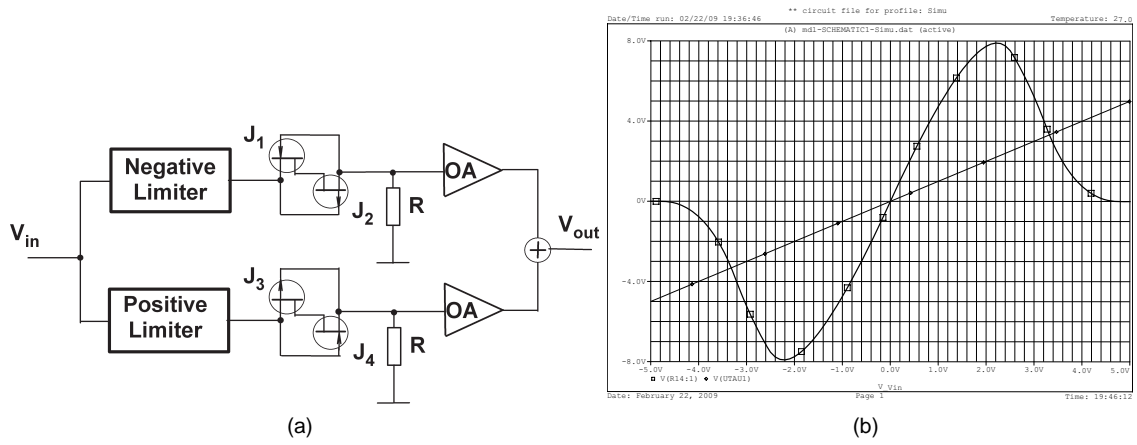 J1
Negative
Limiter
OA
J2
R
Vin
Vout
+
J3
Positive
Limiter
OA
J4
R
(a)
** circuit file for profile: Simu
Date/Time run: 02/22/09 19:36:46
Temperature: 27.0
(A) mdl-SCHEMATIC1-Simu.dat (active)
8.0V
4.0V
0V
-4.0V
-8.0V
-5.0V -4.0V -3.0V -2.0V -1.0V 0.0V 1.0V 2.0V 3.0V 4.0V 5.0V
V(R14:1) V(UTAU1)
V_Vin
Date: February 22, 2009 Page 1 Time: 19:46:12
(b)